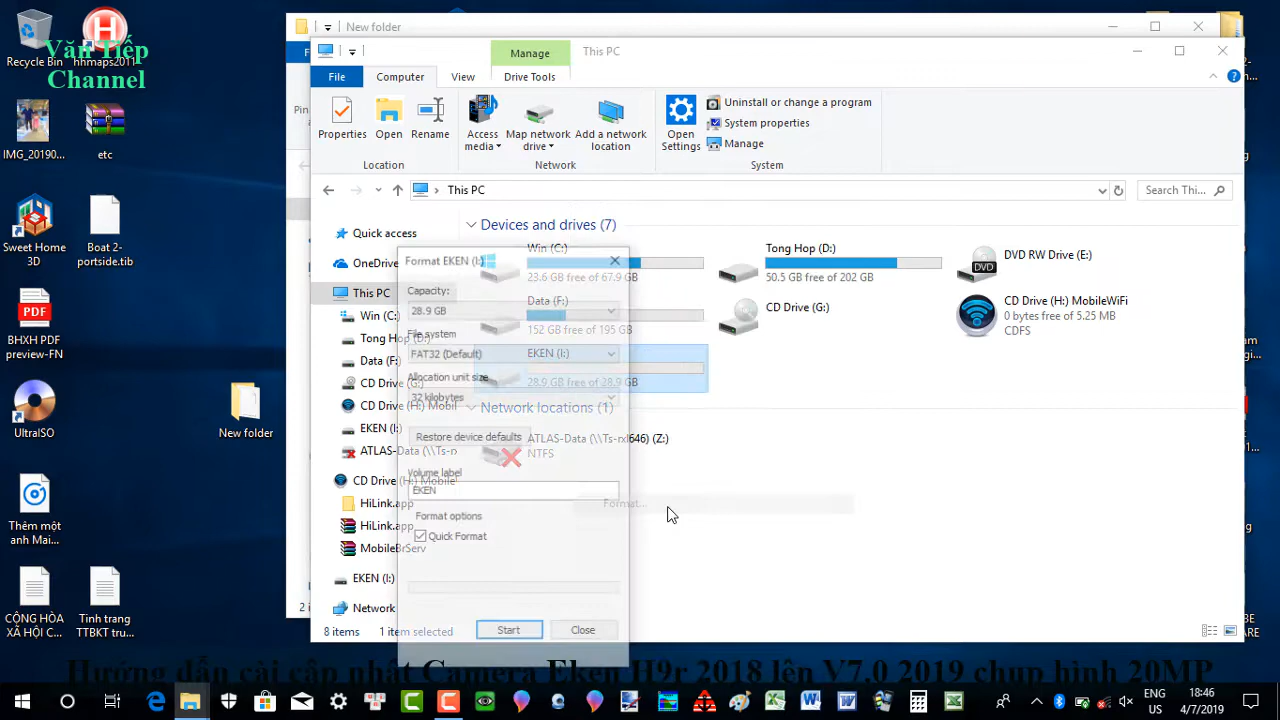 New folder
Recycle Bin
hhmaps2011
Văn Tiếp
Channel
IMG_20190...
etc
Sweet Home
3D
Boat 2-
portside.tib
BHXH PDF
preview-FN
UltraISO
New folder
Thêm một
anh Mai...
CỘNG HÒA
XÃ HỘI C...
Tinh trang
TTBKT tru...
Manage
This PC
File
Computer
View
Drive Tools
Properties
Open
Rename
Location
Access
media
Map network
drive
Add a network
location
Network
Open
Settings
Uninstall or change a program
System properties
Manage
System
This PC
Search Thi...
Quick access
OneDrive
This PC
Win (C:)
Tong Hop (D:)
Data (F:)
CD Drive (G:)
CD Drive (H:) Mobil
EKEN (I:)
ATLAS-Data (\\Ts-r
CD Drive (H:) Mobil
HiLink.app
HiLink.app
MobileBrServ
EKEN (I:)
Network
8 items
1 item selected
Devices and drives (7)
Win (C:)
23.6 GB free of 67.9 GB
Tong Hop (D:)
50.5 GB free of 202 GB
DVD RW Drive (E:)
DVD
Data (F:)
152 GB free of 195 GB
CD Drive (G:)
CD Drive (H:) MobileWiFi
0 bytes free of 5.25 MB
CDFS
EKEN (I:)
28.9 GB free of 28.9 GB
Network locations (1)
ATLAS-Data (\\Ts-rxl646) (Z:)
NTFS
Format EKEN (I:)
Capacity:
28.9 GB
File system
FAT32 (Default)
Allocation unit size
32 kilobytes
Restore device defaults
Volume label
EKEN
Format options
Quick Format
Start
Close
Format...
Hướng dẫn cài cập nhật Camera Eken H9r 2018 lên V7.0 2019 chụp hình 20MP
ENG
US
18:46
4/7/2019